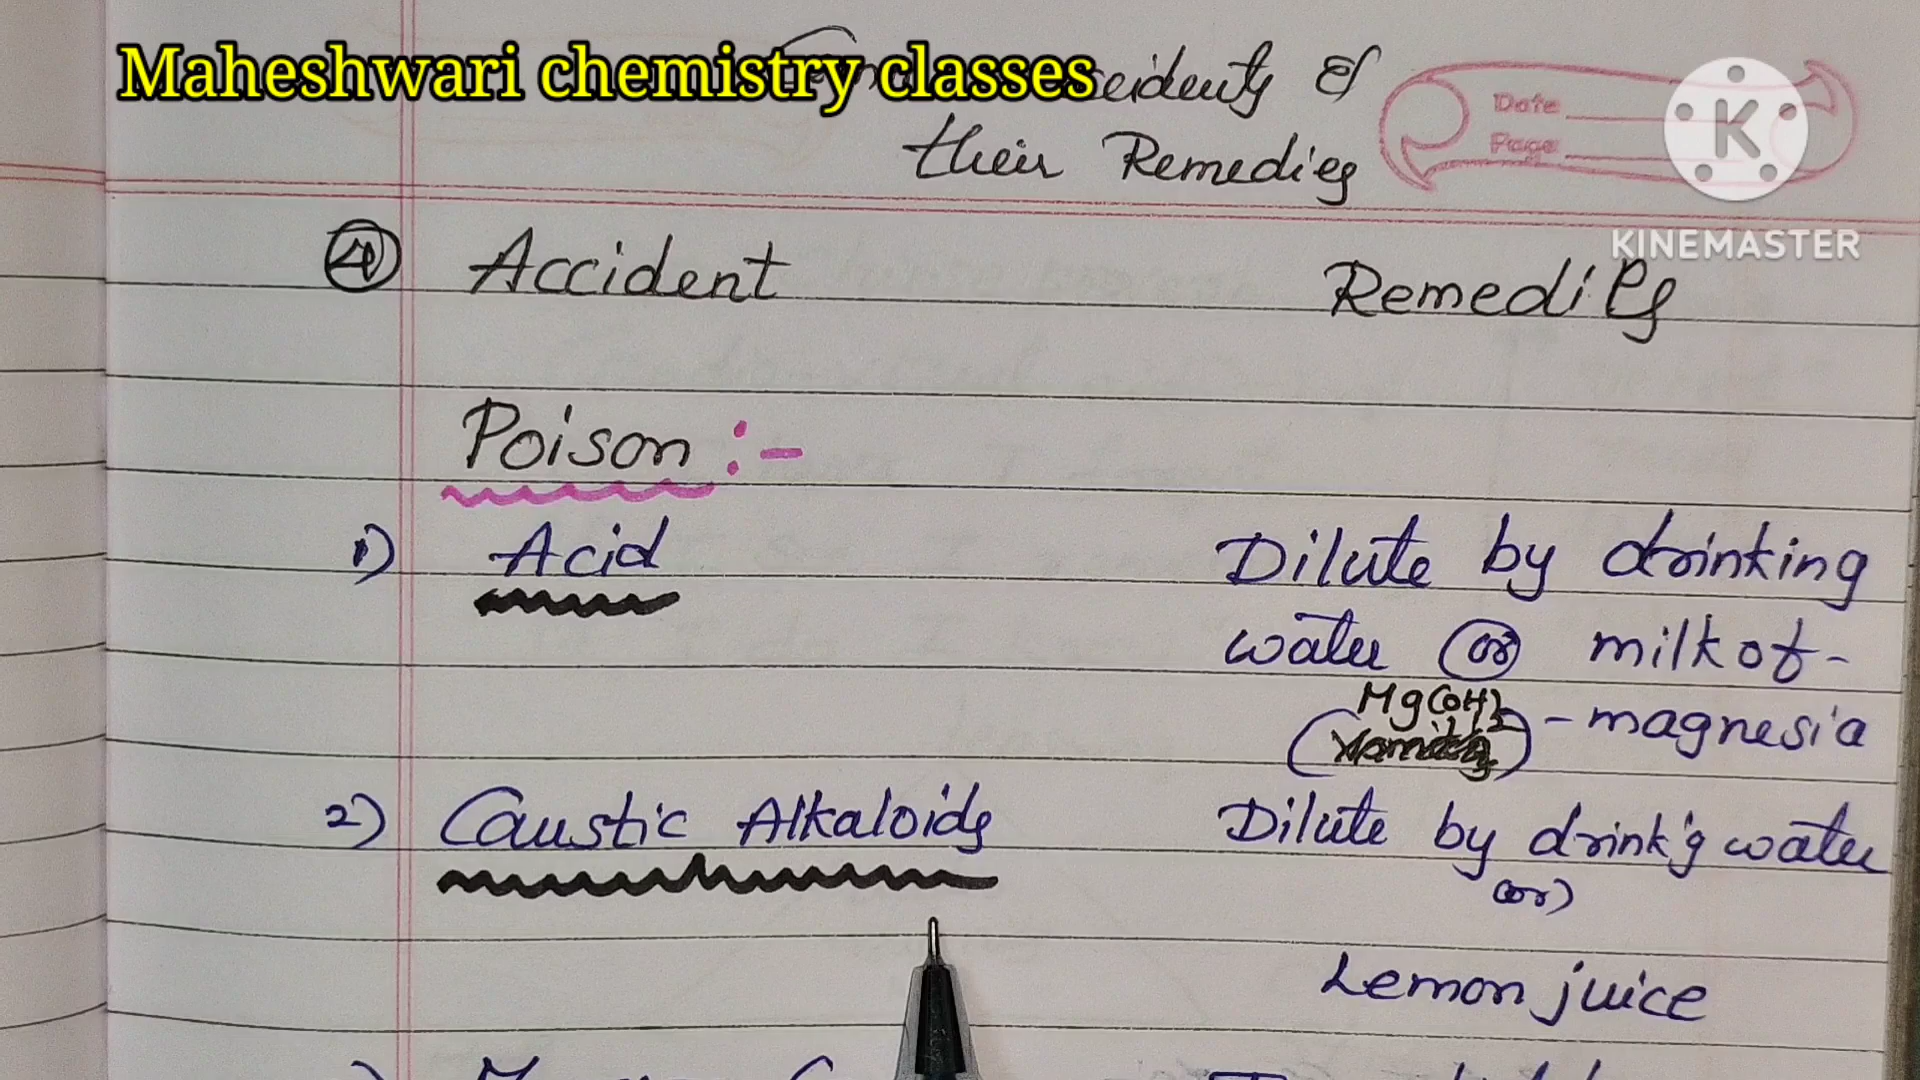 Maheshwari chemistry classes
&
their Remedies
Date
Page
K
KINEMASTER
4 Accident Remedies
Poison :-
1) Acid Dilute by drinking
water (or) milk of-
Mg(OH)2
-magnesia
2) Caustic Alkaloids Dilute by drink'g water
(or)
Lemon juice